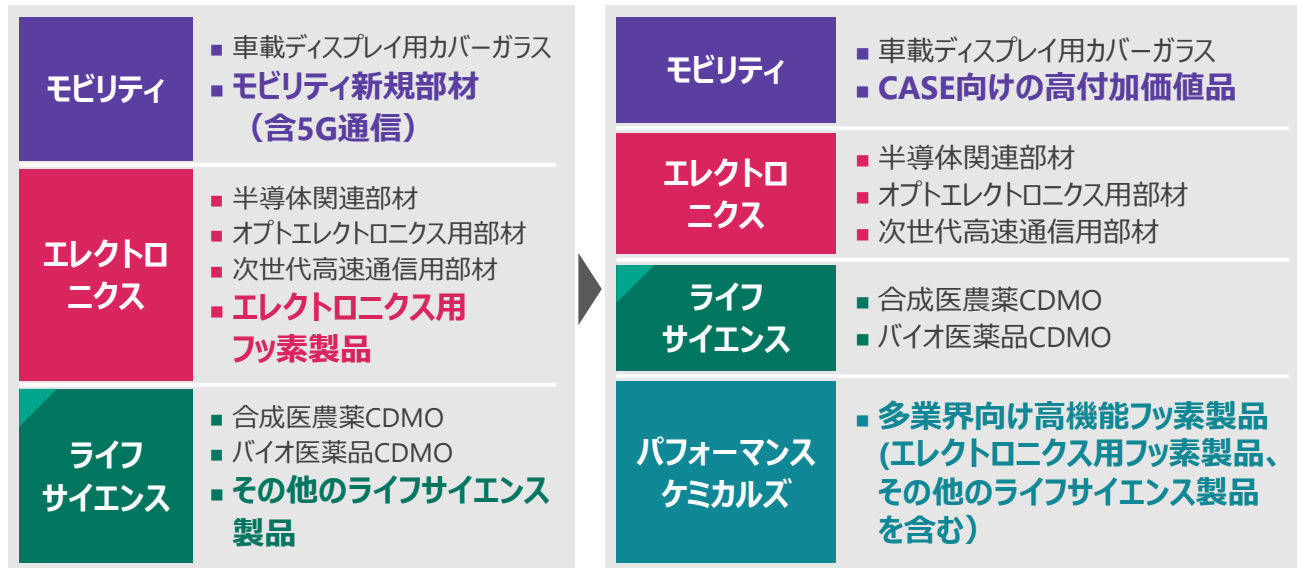 モビリティ
■ 車載ディスプレイ用カバーガラス
■ モビリティ新規部材
（含5G通信）
エレクトロ
ニクス
■ 半導体関連部材
■ オプトエレクトロニクス用部材
■ 次世代高速通信用部材
■ エレクトロニクス用
フッ素製品
ライフ
サイエンス
■ 合成医農薬CDMO
■ バイオ医薬品CDMO
■ その他のライフサイエンス
製品
モビリティ
■ 車載ディスプレイ用カバーガラス
■ CASE向けの高付加価値品
エレクトロ
ニクス
■ 半導体関連部材
■ オプトエレクトロニクス用部材
■ 次世代高速通信用部材
ライフ
サイエンス
■ 合成医農薬CDMO
■ バイオ医薬品CDMO
パフォーマンス
ケミカルズ
■ 多業界向け高機能フッ素製品
(エレクトロニクス用フッ素製品、
その他のライフサイエンス製品
を含む）